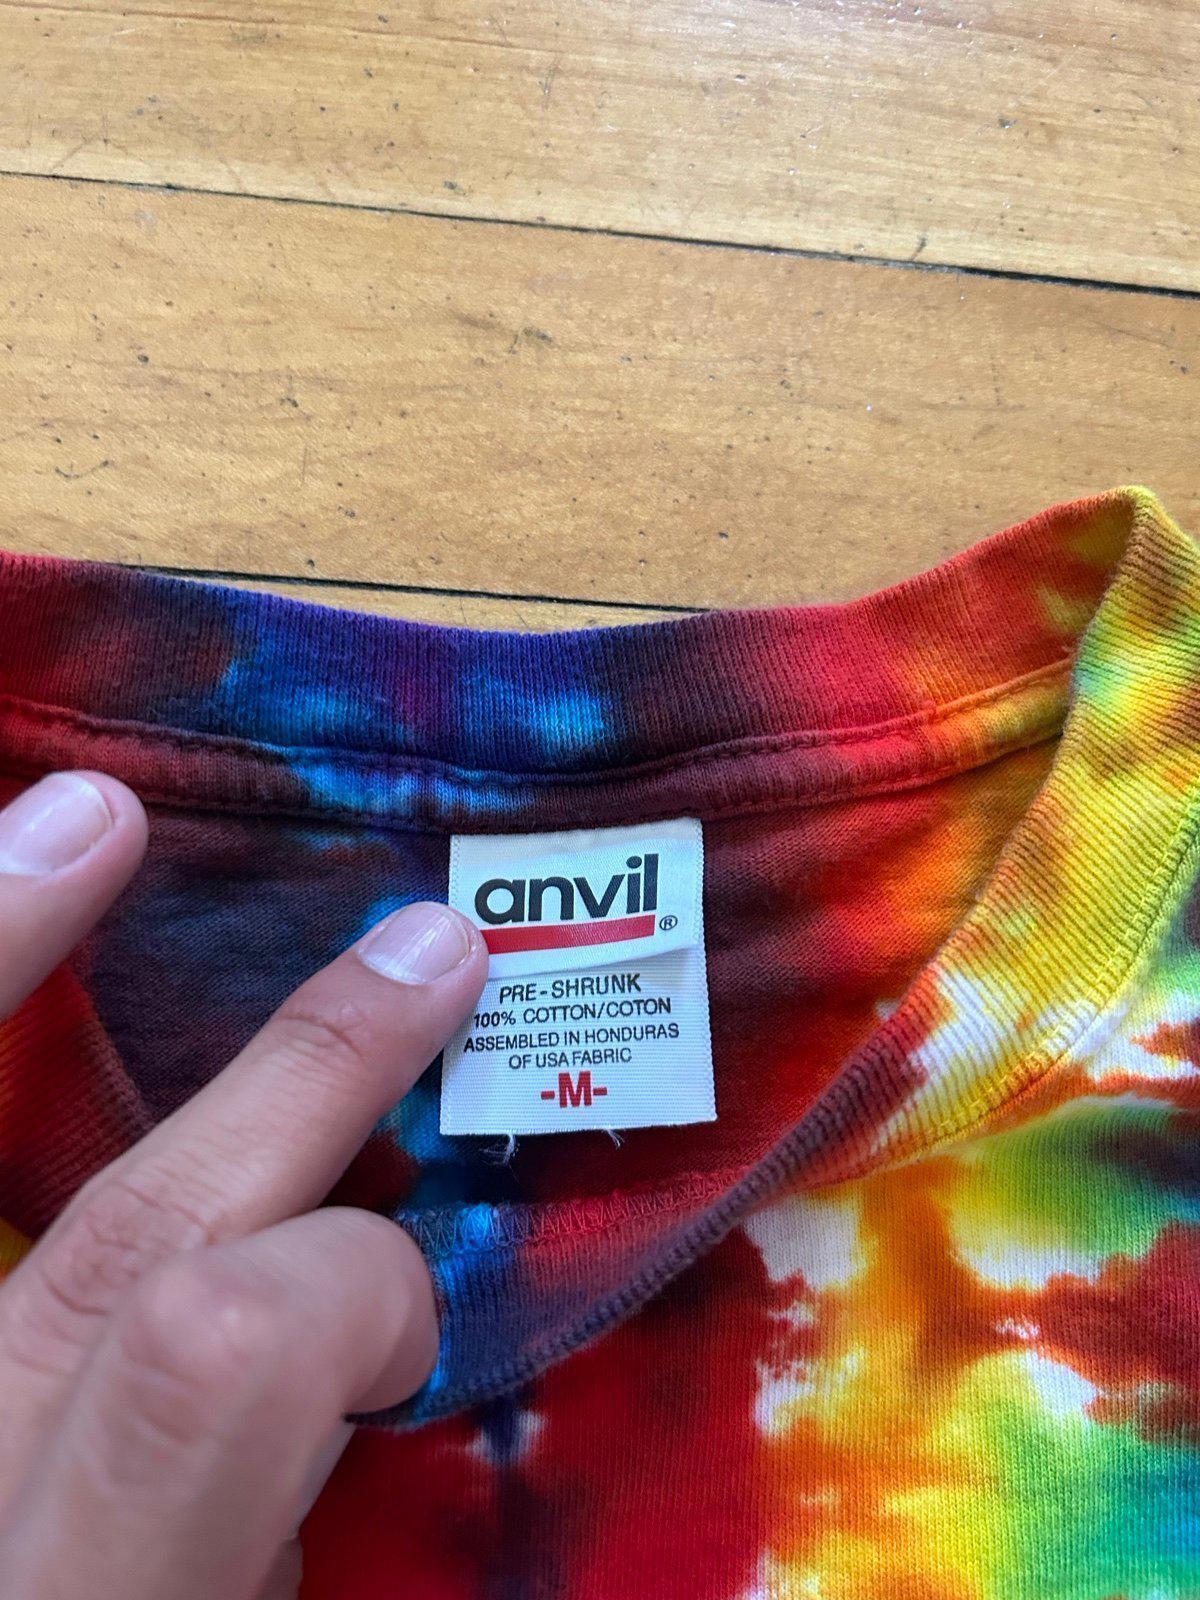 anvil®
PRE-SHRUNK
100% COTTON/COTON
ASSEMBLED IN HONDURAS
OF USA FABRIC
-M-